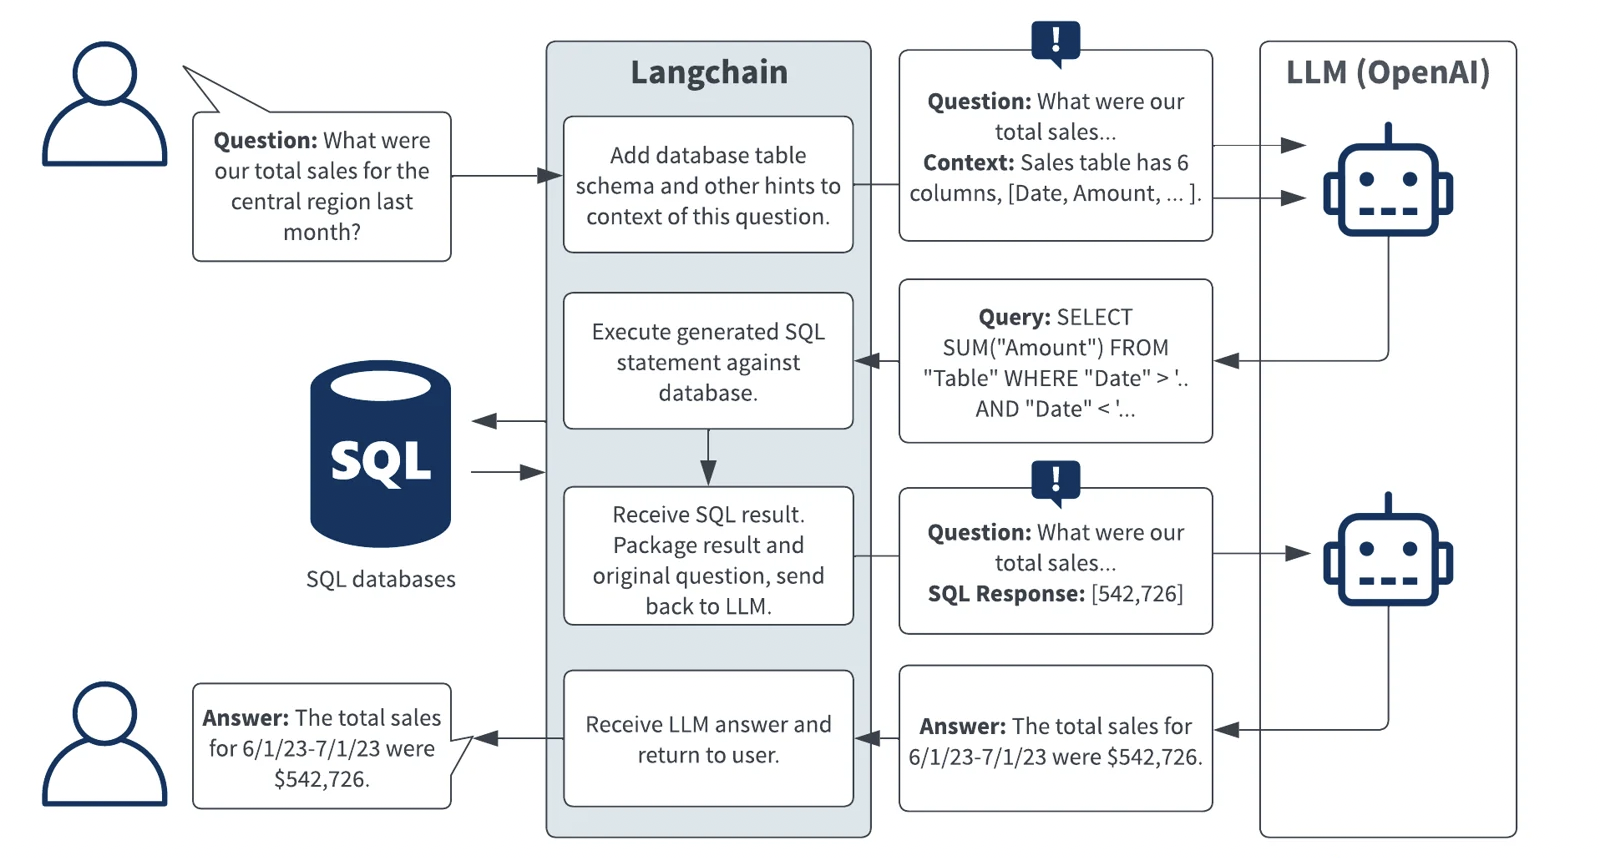 Langchain
LLM (OpenAI)
Question: What were
our total sales for the
central region last
month?
Add database table
schema and other hints to
context of this question.
!
Question: What were our
total sales...
Context: Sales table has 6
columns, [Date, Amount, ... ].
Execute generated SQL
statement against
database.
Query: SELECT
SUM("Amount") FROM
"Table" WHERE "Date" > '..
AND "Date" < '...
SQL
SQL databases
Receive SQL result.
Package result and
original question, send
back to LLM.
!
Question: What were our
total sales...
SQL Response: [542,726]
Answer: The total sales
for 6/1/23-7/1/23 were
$542,726.
Receive LLM answer and
return to user.
Answer: The total sales for
6/1/23-7/1/23 were $542,726.